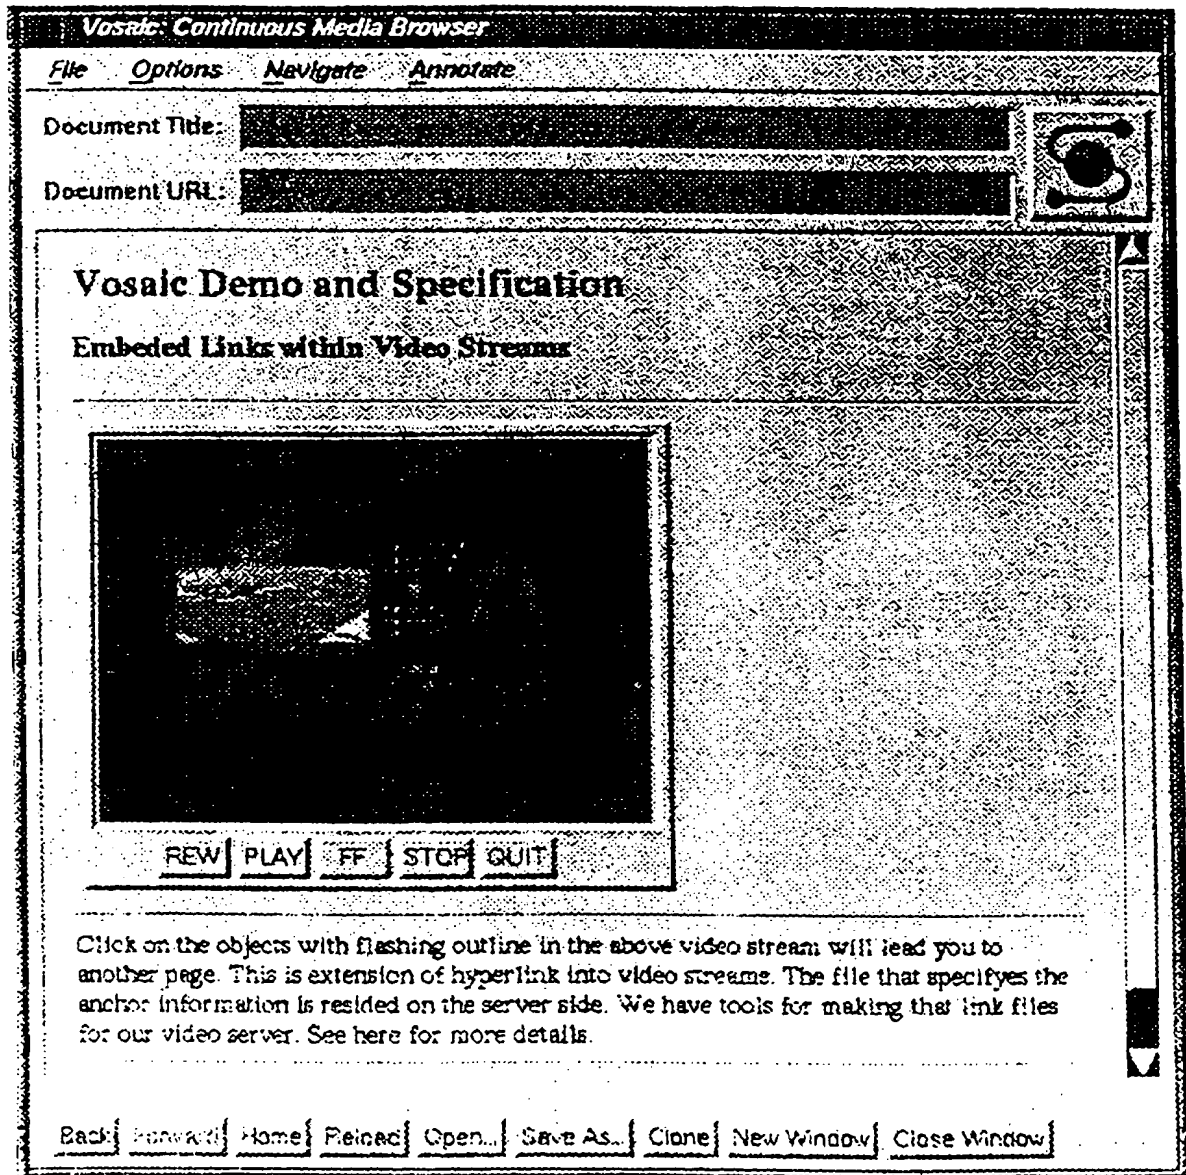 Vosaic: Continuous Media Browser
File Options Navigate Annotate
Document Title:
Document URL:
Vosaic Demo and Specification
Embeded Links within Video Streams
REW PLAY FF STOP QUIT
Click on the objects with flashing outline in the above video stream will lead you to
another page. This is extension of hyperlink into video streams. The file that specifyes the
anchor information is resided on the server side. We have tools for making that link files
for our video server. See here for more details.
Back Forward Home Reload Open... Save As... Clone New Window Close Window